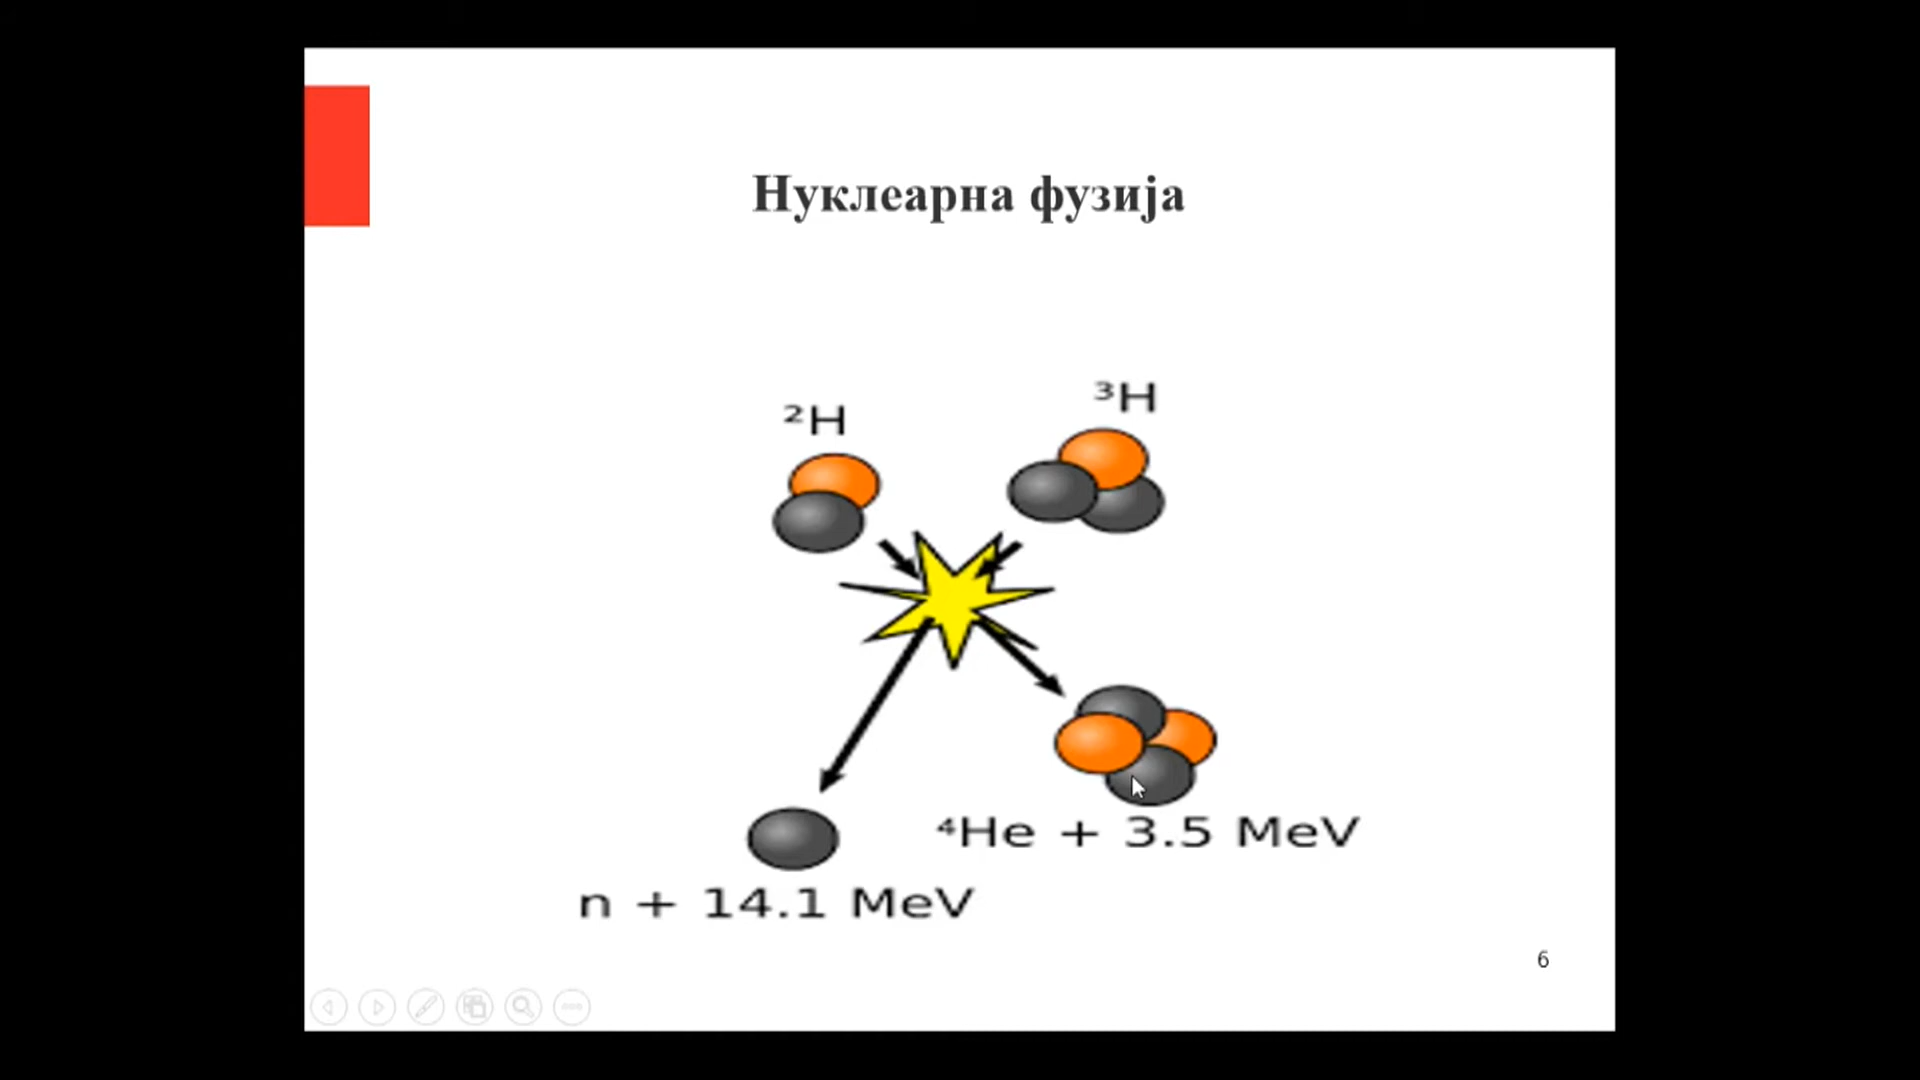 Нуклеарна фузија
²H
³H
⁴He + 3.5 MeV
n + 14.1 MeV
6